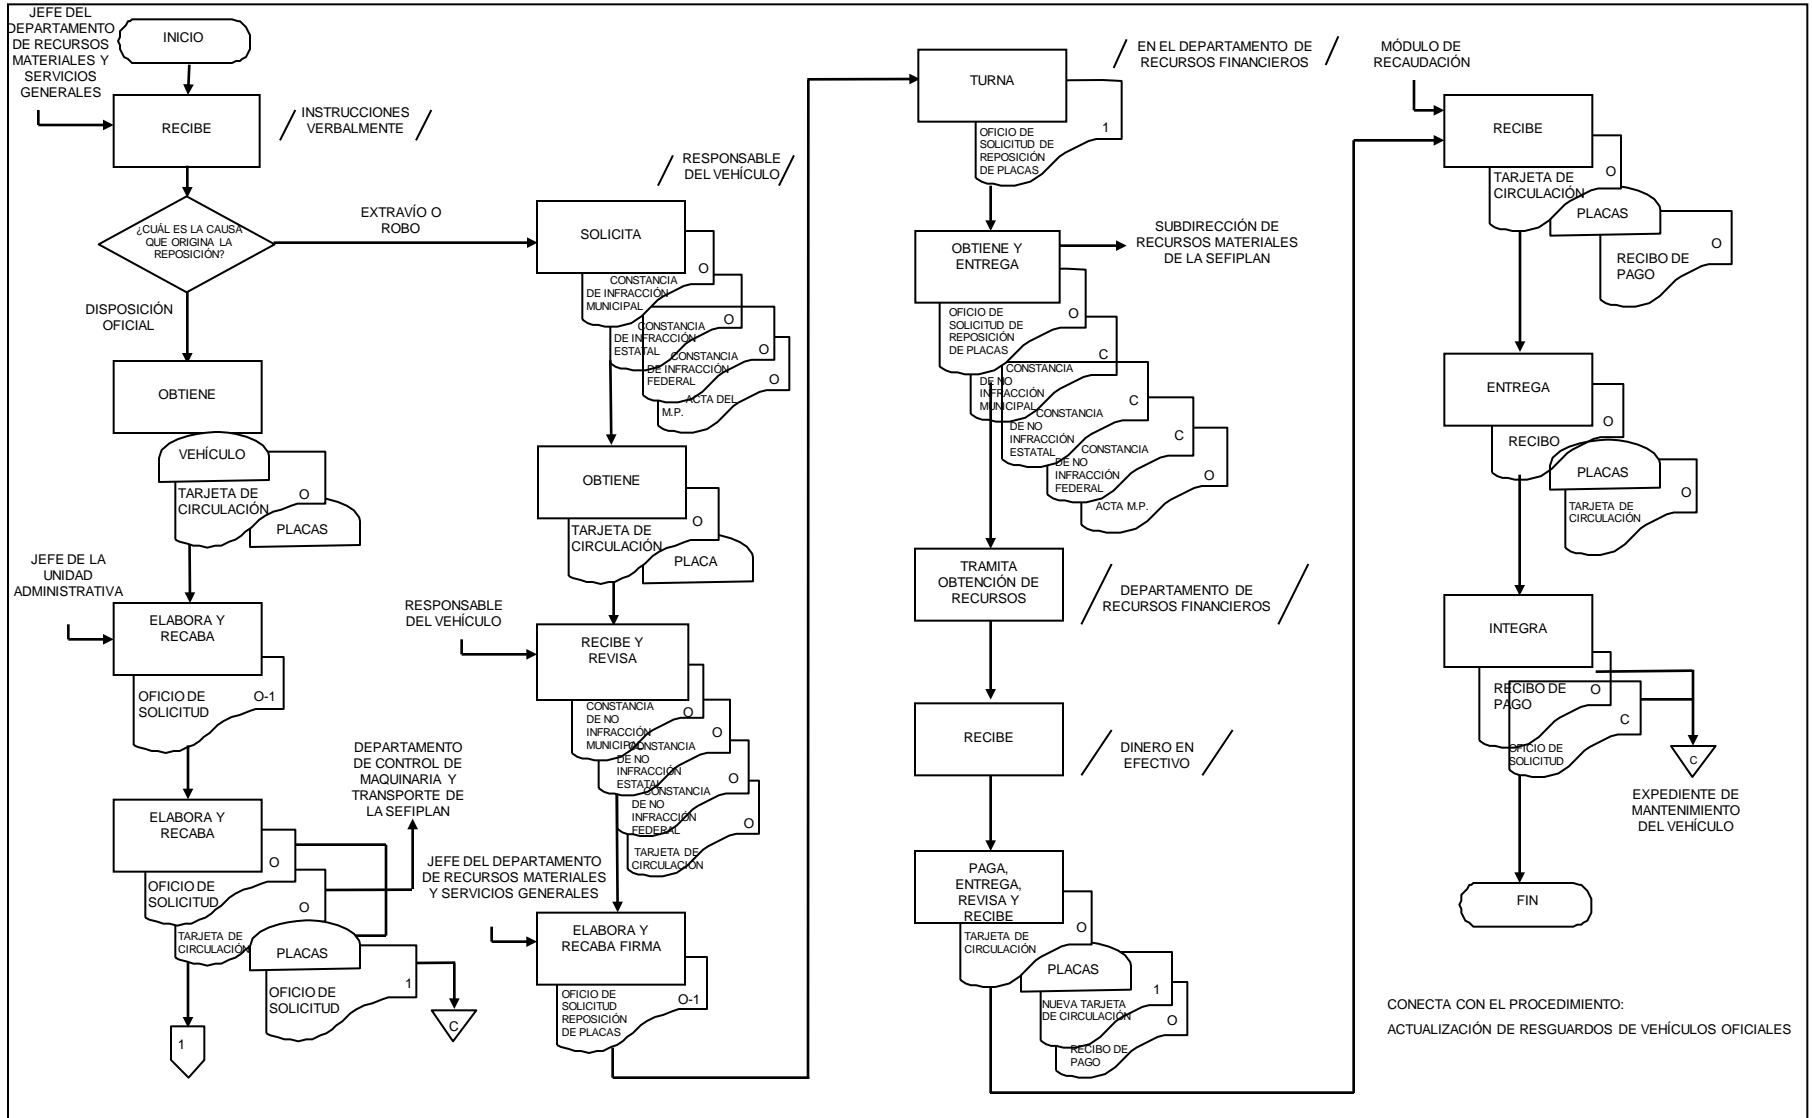 JEFE DEL
DEPARTAMENTO
DE RECURSOS
MATERIALES Y
SERVICIOS
GENERALES
INICIO
RECIBE
INSTRUCCIONES
VERBALMENTE
¿CUÁL ES LA CAUSA
QUE ORIGINA LA
REPOSICIÓN?
EXTRAVÍO O
ROBO
DISPOSICIÓN
OFICIAL
OBTIENE
VEHÍCULO
TARJETA DE
CIRCULACIÓN
O
PLACAS
JEFE DE LA
UNIDAD
ADMINISTRATIVA
ELABORA Y
RECABA
OFICIO DE
SOLICITUD
O-1
DEPARTAMENTO
DE CONTROL DE
MAQUINARIA Y
TRANSPORTE DE
LA SEFIPLAN
ELABORA Y
RECABA
O
OFICIO DE
SOLICITUD
O
TARJETA DE
CIRCULACIÓN
PLACAS
OFICIO DE
SOLICITUD
1
C
1
RESPONSABLE
DEL VEHÍCULO
SOLICITA
O
CONSTANCIA
DE INFRACCIÓN
MUNICIPAL
O
CONSTANCIA
DE INFRACCIÓN
ESTATAL
O
CONSTANCIA
DE INFRACCIÓN
FEDERAL
O
ACTA DEL
M.P.
OBTIENE
O
TARJETA DE
CIRCULACIÓN
PLACA
RESPONSABLE
DEL VEHÍCULO
RECIBE Y
REVISA
CONSTANCIA
DE NO
INFRACCIÓN
MUNICIPAL
O
CONSTANCIA
DE NO
INFRACCIÓN
ESTATAL
O
CONSTANCIA
DE NO
INFRACCIÓN
FEDERAL
O
TARJETA DE
CIRCULACIÓN
O
JEFE DEL DEPARTAMENTO
DE RECURSOS MATERIALES
Y SERVICIOS GENERALES
ELABORA Y
RECABA FIRMA
OFICIO DE
SOLICITUD
REPOSICIÓN
DE PLACAS
O-1
TURNA
EN EL DEPARTAMENTO DE
RECURSOS FINANCIEROS
OFICIO DE
SOLICITUD DE
REPOSICIÓN
DE PLACAS
1
OBTIENE Y
ENTREGA
SUBDIRECCIÓN DE
RECURSOS MATERIALES
DE LA SEFIPLAN
OFICIO DE
SOLICITUD DE
REPOSICIÓN
DE PLACAS
O
C
CONSTANCIA
DE NO
INFRACCIÓN
MUNICIPAL
C
CONSTANCIA
DE NO
INFRACCIÓN
ESTATAL
C
CONSTANCIA
DE NO
INFRACCIÓN
FEDERAL
O
ACTA M.P.
TRAMITA
OBTENCIÓN DE
RECURSOS
DEPARTAMENTO DE
RECURSOS FINANCIEROS
RECIBE
DINERO EN
EFECTIVO
PAGA,
ENTREGA,
REVISA Y
RECIBE
TARJETA DE
CIRCULACIÓN
O
PLACAS
NUEVA TARJETA
DE CIRCULACIÓN
1
O
RECIBO DE
PAGO
MÓDULO DE
RECAUDACIÓN
RECIBE
TARJETA DE
CIRCULACIÓN
O
PLACAS
RECIBO DE
PAGO
O
ENTREGA
RECIBO
O
PLACAS
TARJETA DE
CIRCULACIÓN
O
INTEGRA
RECIBO DE
PAGO
O
C
OFICIO DE
SOLICITUD
C
EXPEDIENTE DE
MANTENIMIENTO
DEL VEHÍCULO
FIN
CONECTA CON EL PROCEDIMIENTO:
ACTUALIZACIÓN DE RESGUARDOS DE VEHÍCULOS OFICIALES